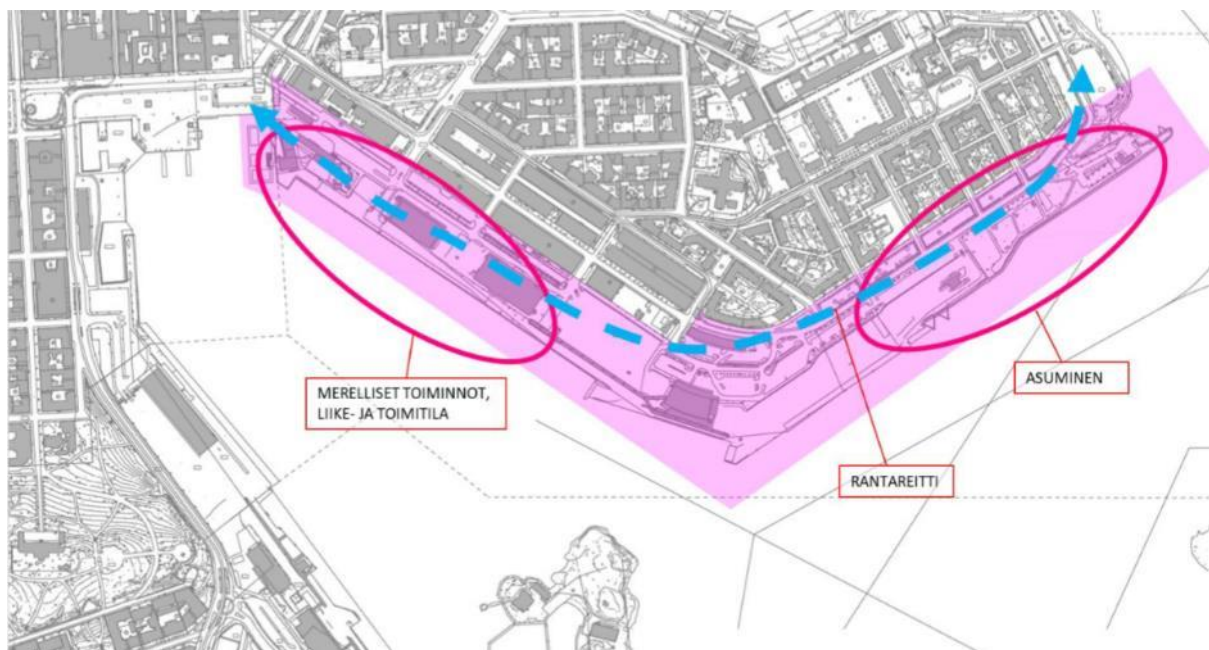 MERELLISET TOIMINNOT,
LIIKE- JA TOIMITILA
ASUMINEN
RANTAREITTI